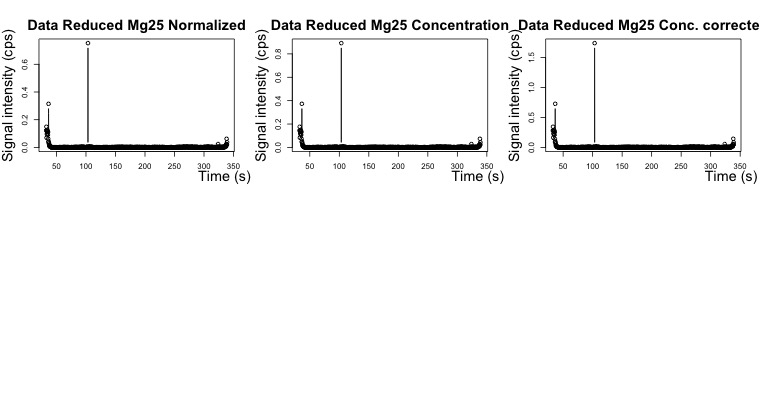 Data Reduced Mg25 Normalized
Signal intensity (cps)
0.0 0.2 0.4 0.6
50 100 150 200 250 300 350
Time (s)
Data Reduced Mg25 Concentration
Signal intensity (cps)
0.0 0.2 0.4 0.6 0.8
50 100 150 200 250 300 350
Time (s)
Data Reduced Mg25 Conc. correcte
Signal intensity (cps)
0.0 0.5 1.0 1.5
50 100 150 200 250 300 350
Time (s)